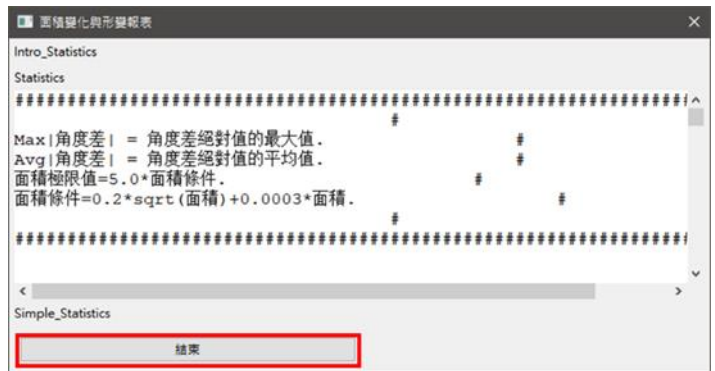 面積變化與形變報表
Intro_Statistics
Statistics
#################################################################
#
Max|角度差| = 角度差絕對值的最大值. #
Avg|角度差| = 角度差絕對值的平均值. #
面積極限值=5.0*面積條件. #
面積條件=0.2*sqrt(面積)+0.0003*面積. #
#
#################################################################
Simple_Statistics
結束